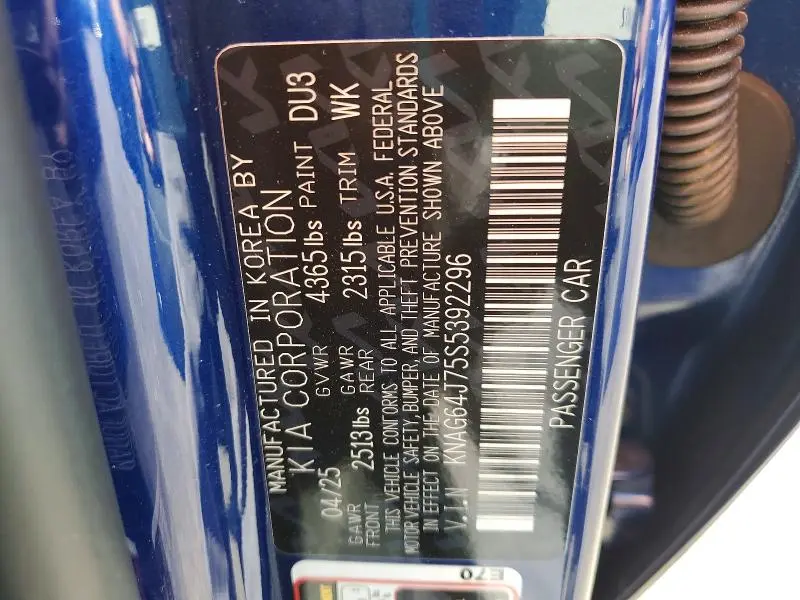 MANUFACTURED IN KOREA BY
KIA CORPORATION
04/25 GVWR 4365lbs PAINT DU3
GAWR FRONT 2513lbs GAWR REAR 2315lbs TRIM WK
THIS VEHICLE CONFORMS TO ALL APPLICABLE U.S.A. FEDERAL
MOTOR VEHICLE SAFETY, BUMPER, AND THEFT PREVENTION STANDARDS
IN EFFECT ON THE DATE OF MANUFACTURE SHOWN ABOVE
V.I.N KNAG64J75S5392296
PASSENGER CAR
E70